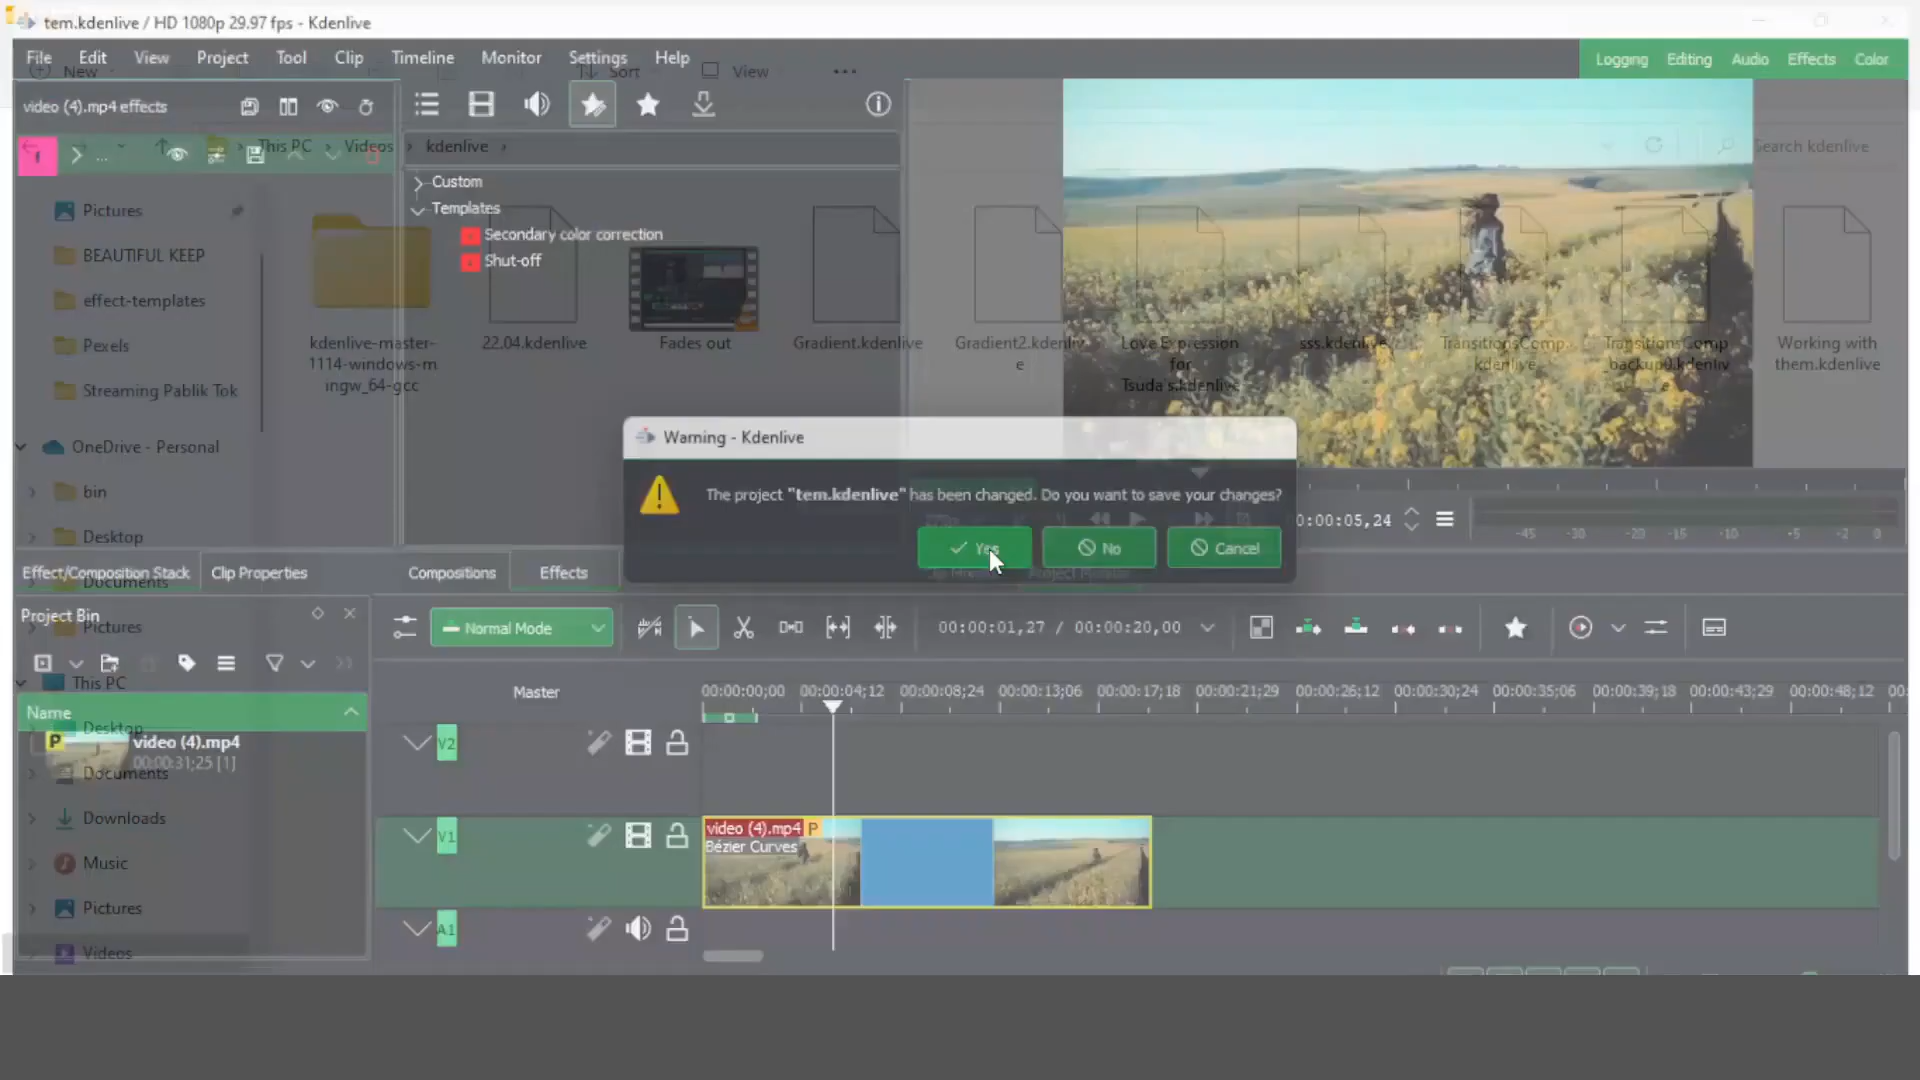 tem.kdenlive / HD 1080p 29.97 fps - Kdenlive
File Edit View Project Tool Clip Timeline Monitor Settings Help
Logging Editing Audio Effects Color
New Sort View
video (4).mp4 effects
This PC Videos kdenlive
Search kdenlive
Custom
Templates
Secondary color correction
Shut-off
Pictures
BEAUTIFUL KEEP
effect-templates
Pexels
Streaming Pablik Tok
OneDrive - Personal
bin
Desktop
Documents
Pictures
This PC
Desktop
Documents
Downloads
Music
Pictures
Videos
kdenlive-master-
1114-windows-m
ingw_64-gcc
22.04.kdenlive
Fades out
Gradient.kdenlive
Gradient2.kdenliv
e
Love Expression
for
Tsuda's.kdenlive
sss.kdenlive
TransitionsComp.
kdenlive
TransitionsComp
_backup0.kdenliv
e
Working with
them.kdenlive
Warning - Kdenlive
The project "tem.kdenlive" has been changed. Do you want to save your changes?
Yes No Cancel
0:00:05,24
-45 -30 -20 -15 -10 -5 -2 0
Effect/Composition Stack Clip Properties
Compositions Effects
Project Monitor
Project Bin
Normal Mode
00:00:01,27 / 00:00:20,00
Name
P
video (4).mp4
00:00:31;25 [1]
Master
00:00:00;00 00:00:04;12 00:00:08;24 00:00:13;06 00:00:17;18 00:00:21;29 00:00:26;12 00:00:30;24 00:00:35;06 00:00:39;18 00:00:43;29 00:00:48;12 00:
V2
V1
video (4).mp4 P
Bézier Curves
A1